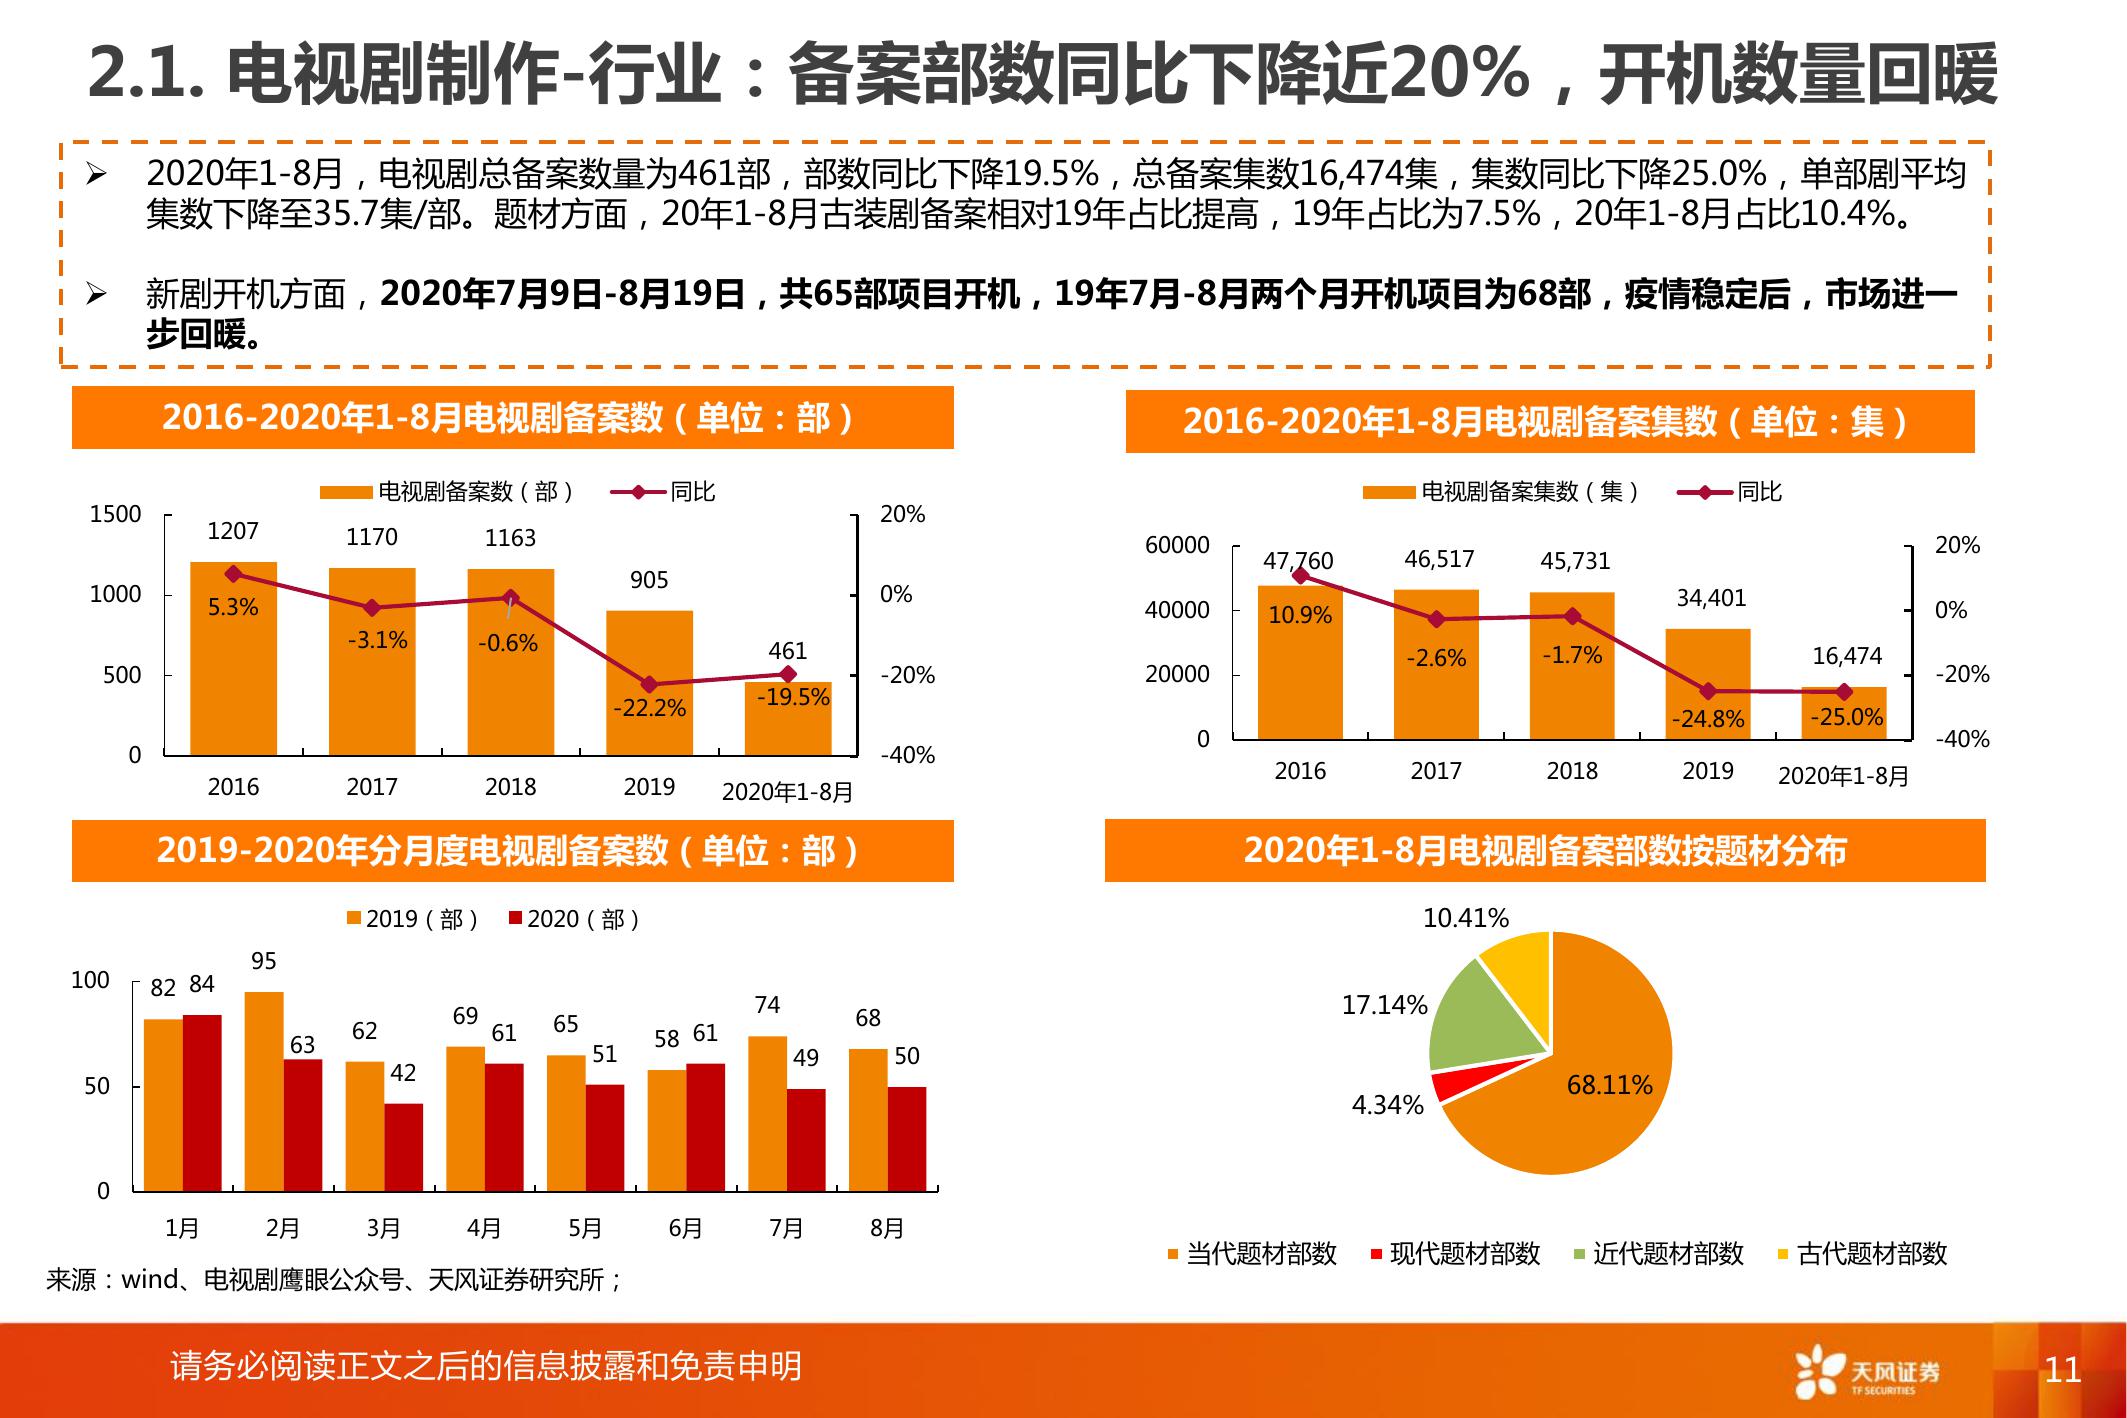 2.1. 电视剧制作-行业：备案部数同比下降近20%，开机数量回暖
➢ 2020年1-8月，电视剧总备案数量为461部，部数同比下降19.5%，总备案集数16,474集，集数同比下降25.0%，单部剧平均
集数下降至35.7集/部。题材方面，20年1-8月古装剧备案相对19年占比提高，19年占比为7.5%，20年1-8月占比10.4%。
➢ 新剧开机方面，2020年7月9日-8月19日，共65部项目开机，19年7月-8月两个月开机项目为68部，疫情稳定后，市场进一
步回暖。
2016-2020年1-8月电视剧备案数（单位：部）
电视剧备案数（部） 同比
1500
1000
500
0
20%
0%
-20%
-40%
1207
1170
1163
905
461
5.3%
-3.1%
-0.6%
-22.2%
-19.5%
2016 2017 2018 2019 2020年1-8月
2016-2020年1-8月电视剧备案集数（单位：集）
电视剧备案集数（集） 同比
60000
40000
20000
0
20%
0%
-20%
-40%
47,760
46,517
45,731
34,401
16,474
10.9%
-2.6%
-1.7%
-24.8%
-25.0%
2016 2017 2018 2019 2020年1-8月
2019-2020年分月度电视剧备案数（单位：部）
2019（部） 2020（部）
100
50
0
82 84
95 63
62 42
69 61
65 51
58 61
74 49
68 50
1月 2月 3月 4月 5月 6月 7月 8月
2020年1-8月电视剧备案部数按题材分布
10.41%
17.14%
4.34%
68.11%
当代题材部数 现代题材部数 近代题材部数 古代题材部数
来源：wind、电视剧鹰眼公众号、天风证券研究所；
请务必阅读正文之后的信息披露和免责申明
天风证券
TF SECURITIES
11